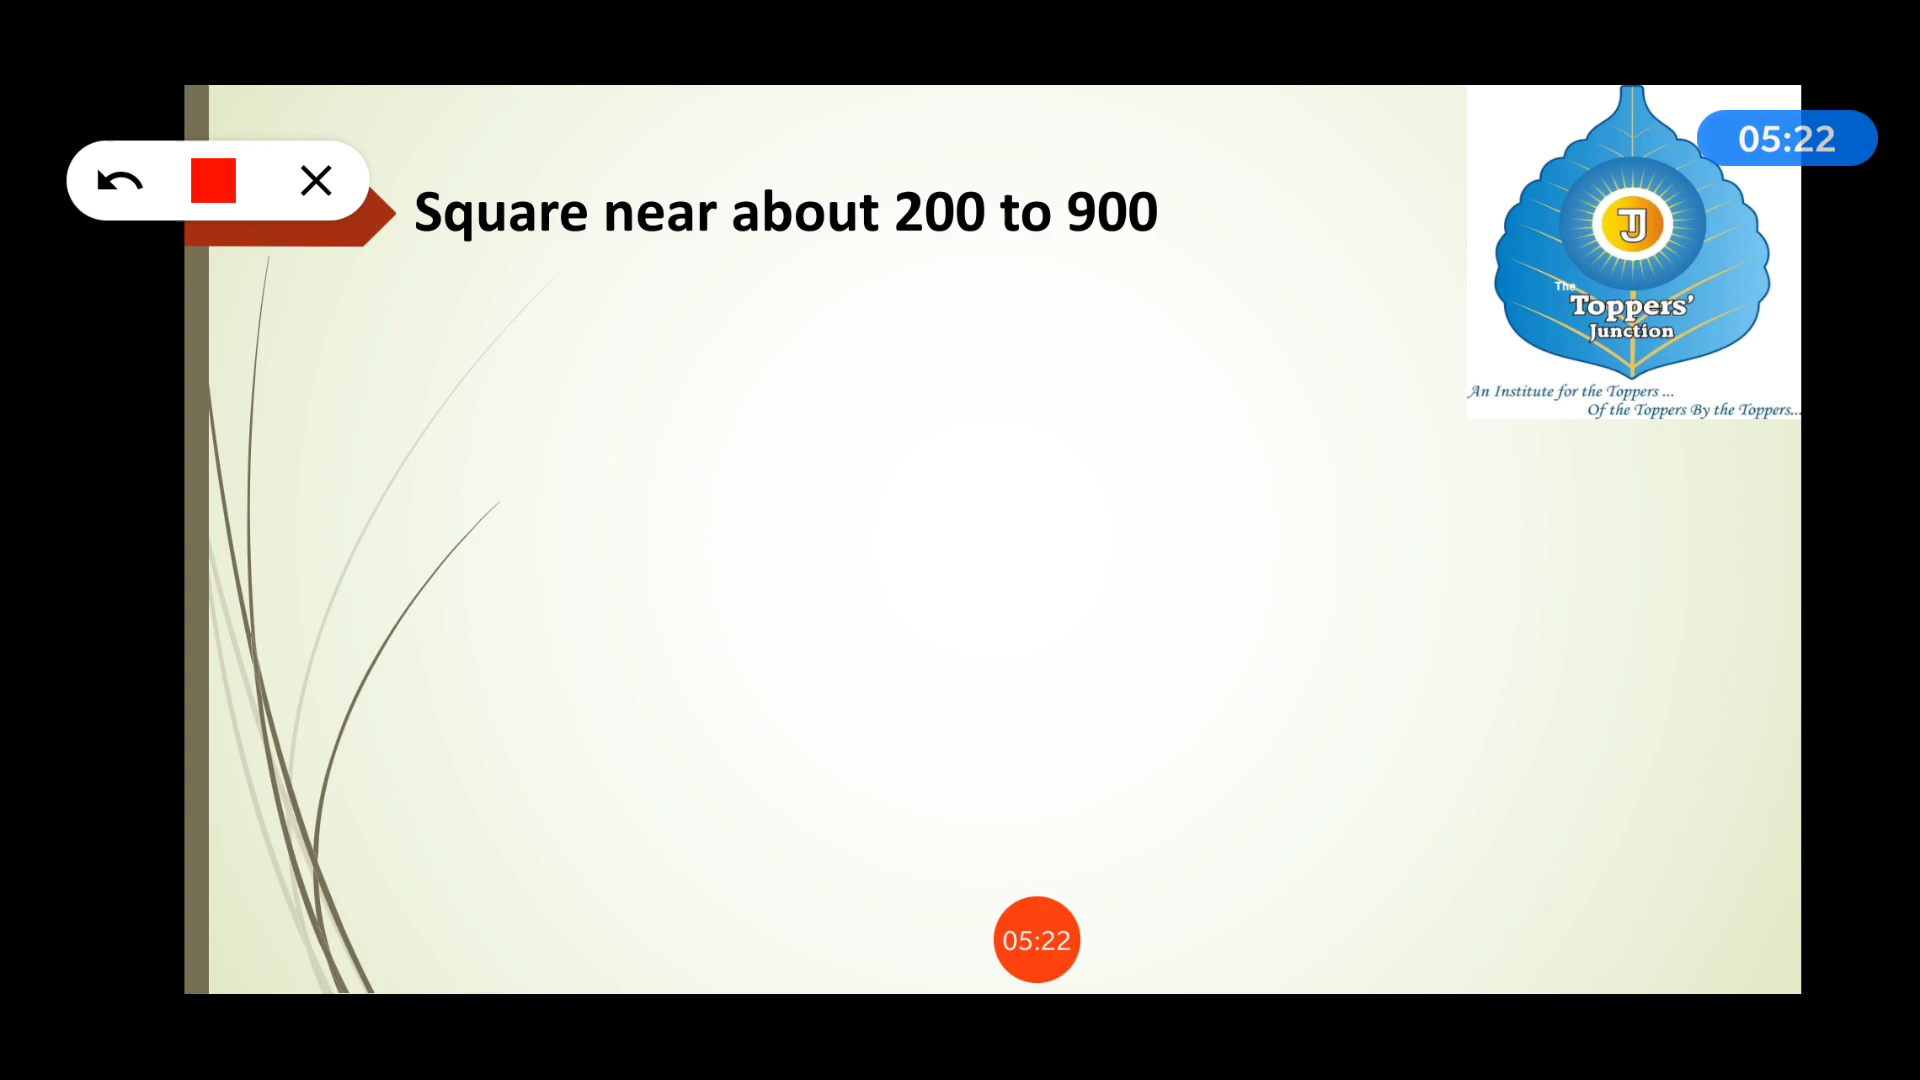 05:22
Square near about 200 to 900
JJ
The
Toppers'
Junction
An Institute for the Toppers ...
Of the Toppers By the Toppers...
05:22